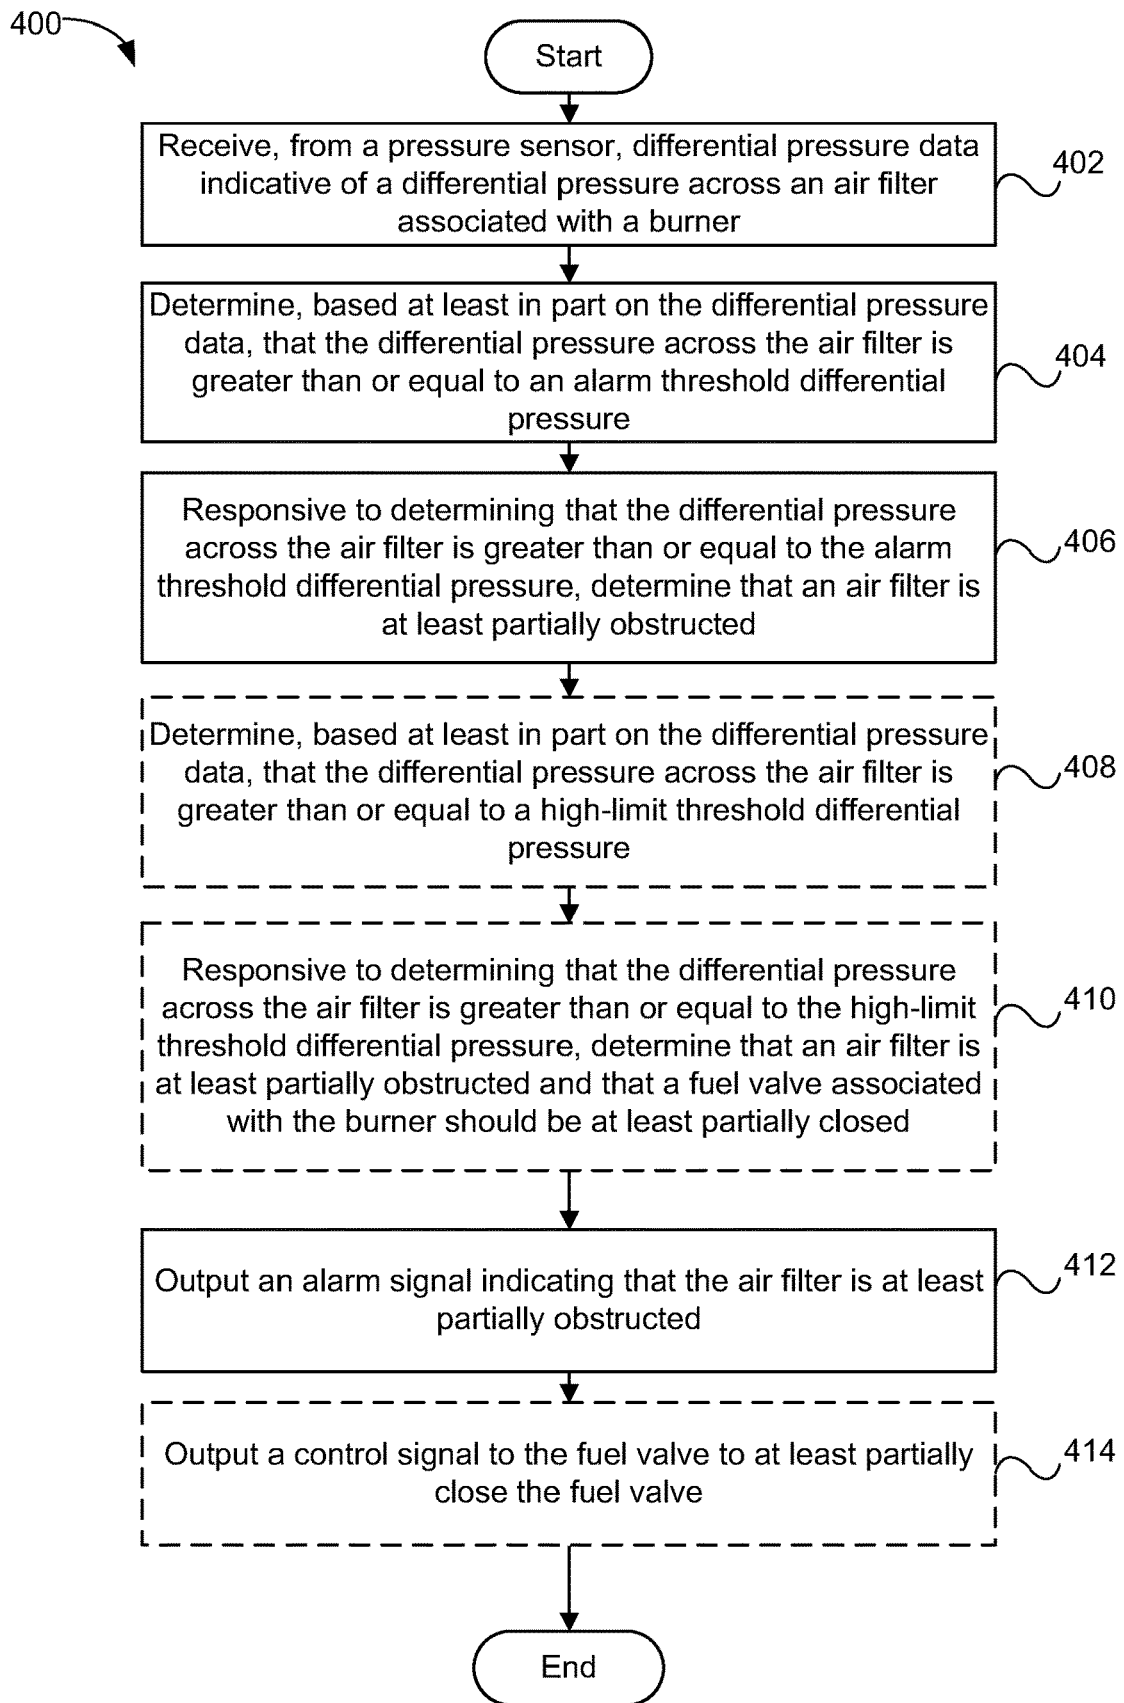 400
Start
Receive, from a pressure sensor, differential pressure data
indicative of a differential pressure across an air filter
associated with a burner
402
Determine, based at least in part on the differential pressure
data, that the differential pressure across the air filter is
greater than or equal to an alarm threshold differential
pressure
404
Responsive to determining that the differential pressure
across the air filter is greater than or equal to the alarm
threshold differential pressure, determine that an air filter is
at least partially obstructed
406
Determine, based at least in part on the differential pressure
data, that the differential pressure across the air filter is
greater than or equal to a high-limit threshold differential
pressure
408
Responsive to determining that the differential pressure
across the air filter is greater than or equal to the high-limit
threshold differential pressure, determine that an air filter is
at least partially obstructed and that a fuel valve associated
with the burner should be at least partially closed
410
Output an alarm signal indicating that the air filter is at least
partially obstructed
412
Output a control signal to the fuel valve to at least partially
close the fuel valve
414
End